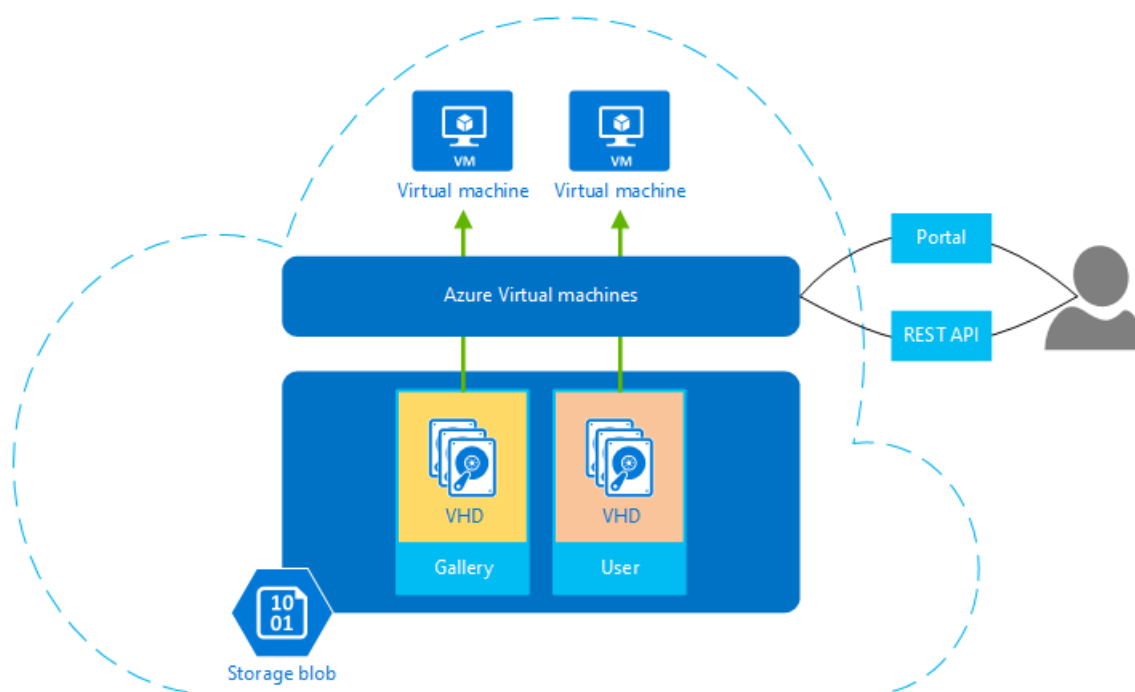 VM
VM
Virtual machine
Virtual machine
Portal
Azure Virtual machines
REST API
VHD
VHD
Gallery
User
10
01
Storage blob